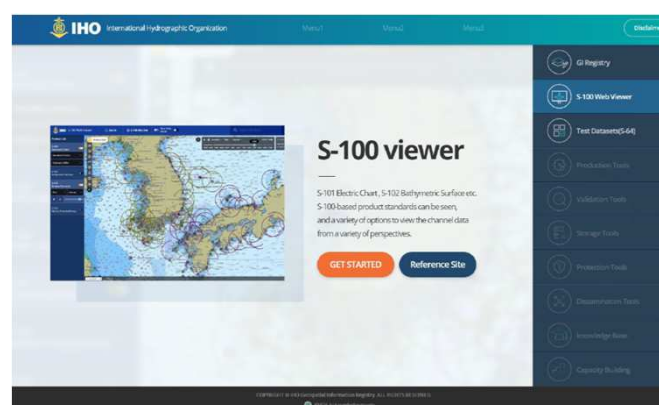 IHO International Hydrographic Organization
Menu1
Menu2
Menu3
GI Registry
S-100 Web Viewer
Test Datasets(S-64)
Production Tools
Validation Tools
Storage Tools
Protection Tools
Dissemination Tools
Knowledge Base
Capacity Building
S-100 viewer
S-101 Electric Chart, S-102 Bathymetric Surface etc.
S-100-based product standards can be seen,
and a variety of options to view the channel data
from a variety of perspectives.
GET STARTED
Reference Site